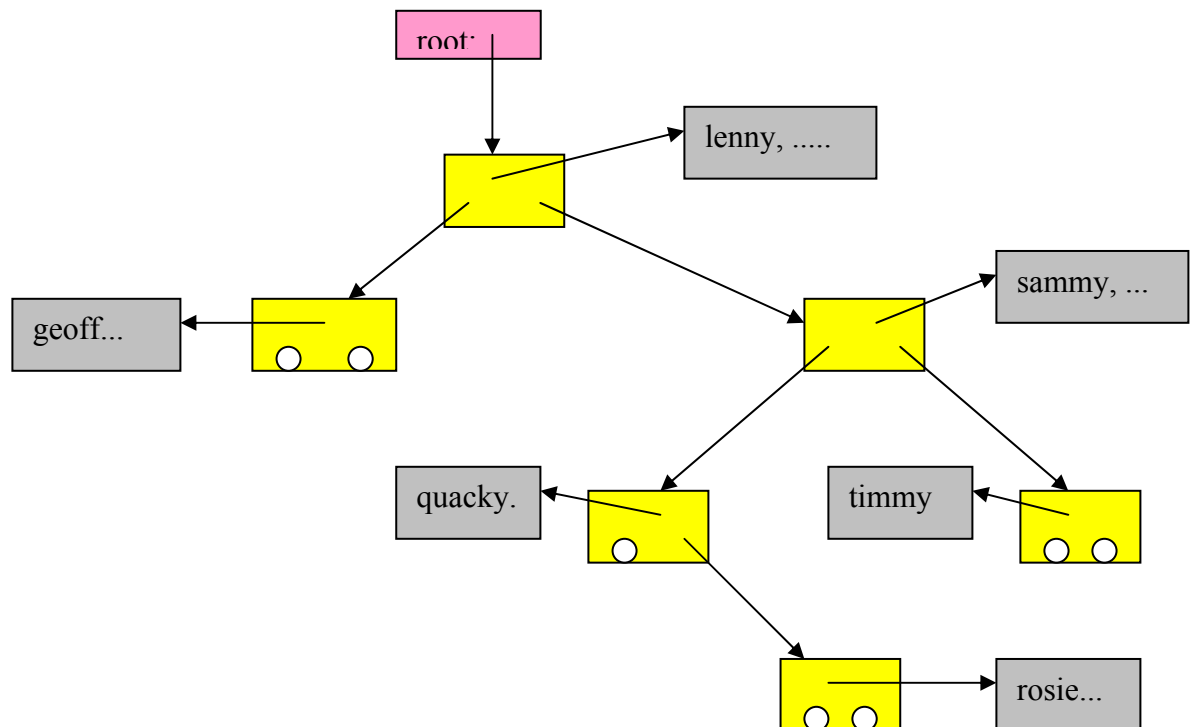 root:
lenny, .....
sammy, ...
geoff...
quacky.
timmy
rosie...